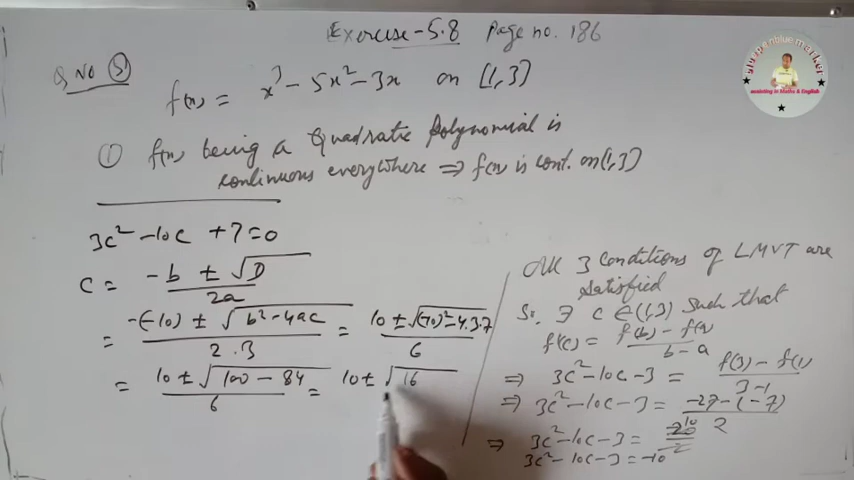 Exercise-5.8 Page no. 186
Q No 5)
f(x) = x³ - 5x² - 3x on [1,3]
① f(x) being a Quadratic Polynomial is
continuous everywhere ⇒ f(x) is cont. on [1,3]
3c² - 10c + 7 = 0
c = -b ± √D / 2a
= -(-10) ± √b² - 4ac / 2.3 = 10 ± √(-10)² - 4.3.7 / 6
= 10 ± √100 - 84 / 6 = 10 ± √16
All 3 Conditions of LMVT are
satisfied
So, ∃ c ∈ (1,3) such that
f'(c) = f(b) - f(a) / b - a
⇒ 3c² - 10c - 3 = f(3) - f(1) / 3 - 1
⇒ 3c² - 10c - 3 = -27 - (-7) / 2
⇒ 3c² - 10c - 3 = -20 10 / 2
3c² - 10c - 3 = -10